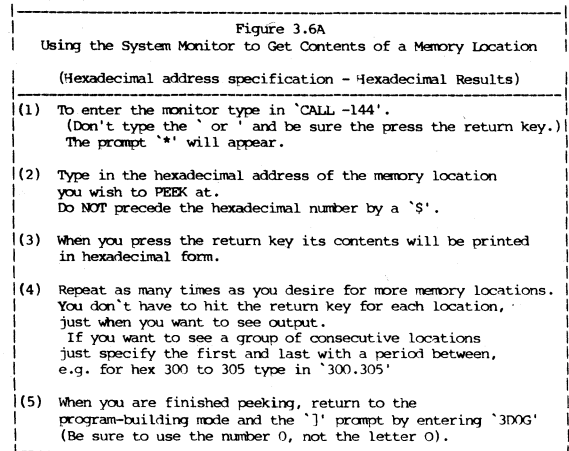 Figure 3.6A
Using the System Monitor to Get Contents of a Memory Location
(Hexadecimal address specification - Hexadecimal Results)
(1) To enter the monitor type in `CALL -144'.
(Don't type the ` or ' and be sure the press the return key.)
The prompt `*' will appear.
(2) Type in the hexadecimal address of the memory location
you wish to PEEK at.
Do NOT precede the hexadecimal number by a `$'.
(3) When you press the return key its contents will be printed
in hexadecimal form.
(4) Repeat as many times as you desire for more memory locations.
You don`t have to hit the return key for each location,
just when you want to see output.
If you want to see a group of consecutive locations
just specify the first and last with a period between,
e.g. for hex 300 to 305 type in `300.305'
(5) When you are finished peeking, return to the
program-building mode and the `]' prompt by entering `3D0G'
(Be sure to use the number 0, not the letter O).